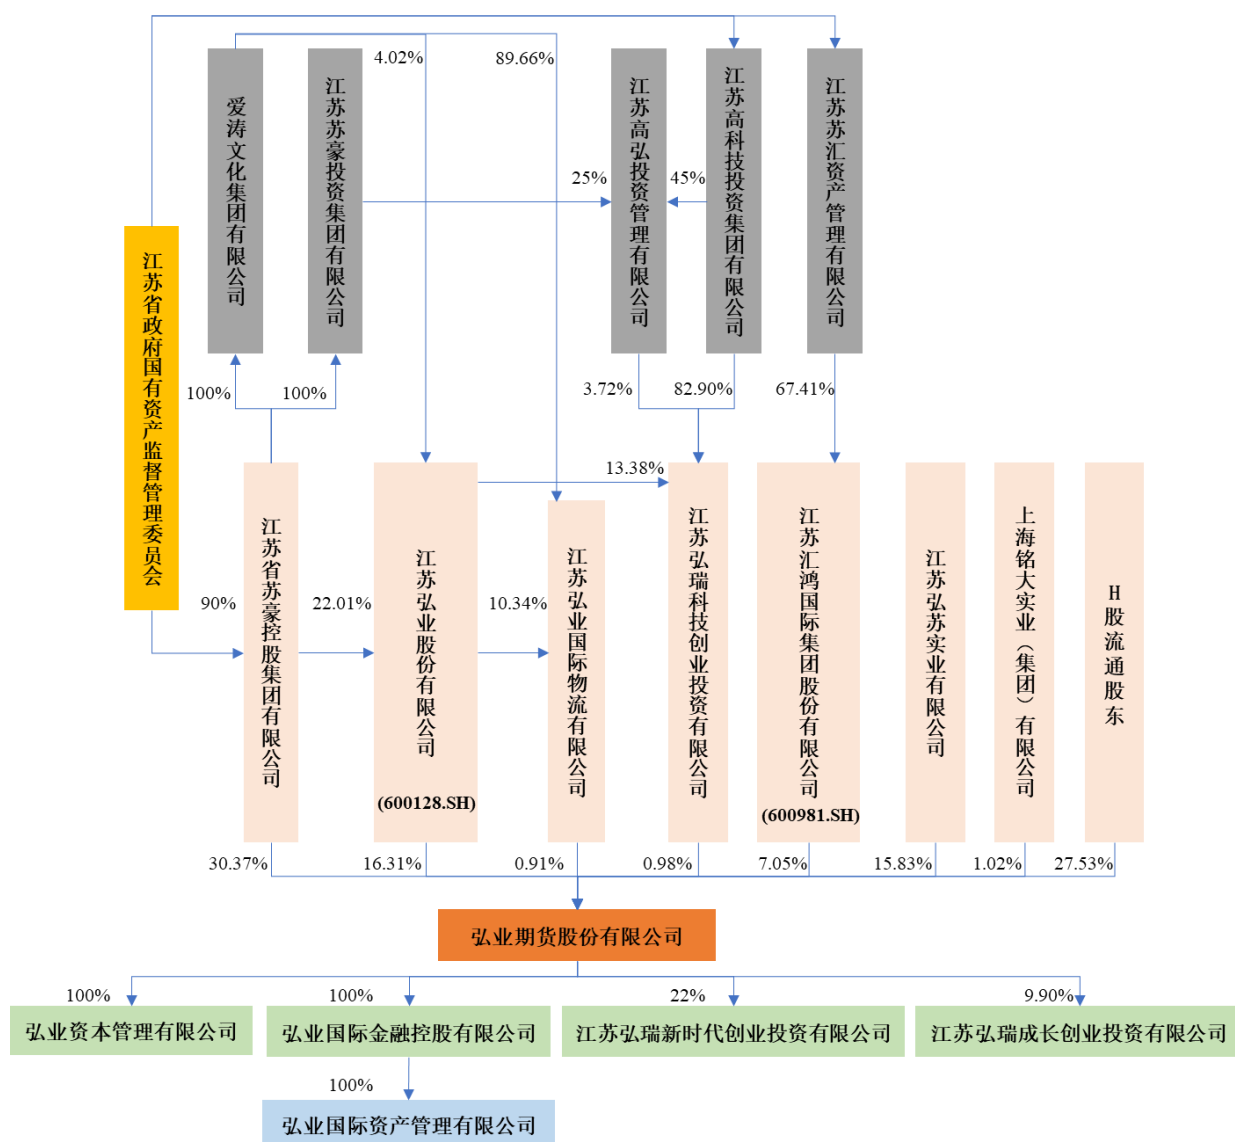 4.02%
89.66%
爱涛文化集团有限公司
江苏苏豪投资集团有限公司
江苏高弘投资管理有限公司
江苏高科技投资集团有限公司
江苏苏汇资产管理有限公司
25%
45%
江苏省政府国有资产监督管理委员会
100%
100%
3.72%
82.90%
67.41%
13.38%
江苏省苏豪控股集团有限公司
江苏弘业股份有限公司
(600128.SH)
江苏弘业国际物流有限公司
江苏弘瑞科技创业投资有限公司
江苏汇鸿国际集团股份有限公司
(600981.SH)
江苏弘苏实业有限公司
上海铭大实业（集团）有限公司
H股流通股东
90%
22.01%
10.34%
30.37%
16.31%
0.91%
0.98%
7.05%
15.83%
1.02%
27.53%
弘业期货股份有限公司
100%
100%
22%
9.90%
弘业资本管理有限公司
弘业国际金融控股有限公司
江苏弘瑞新时代创业投资有限公司
江苏弘瑞成长创业投资有限公司
100%
弘业国际资产管理有限公司